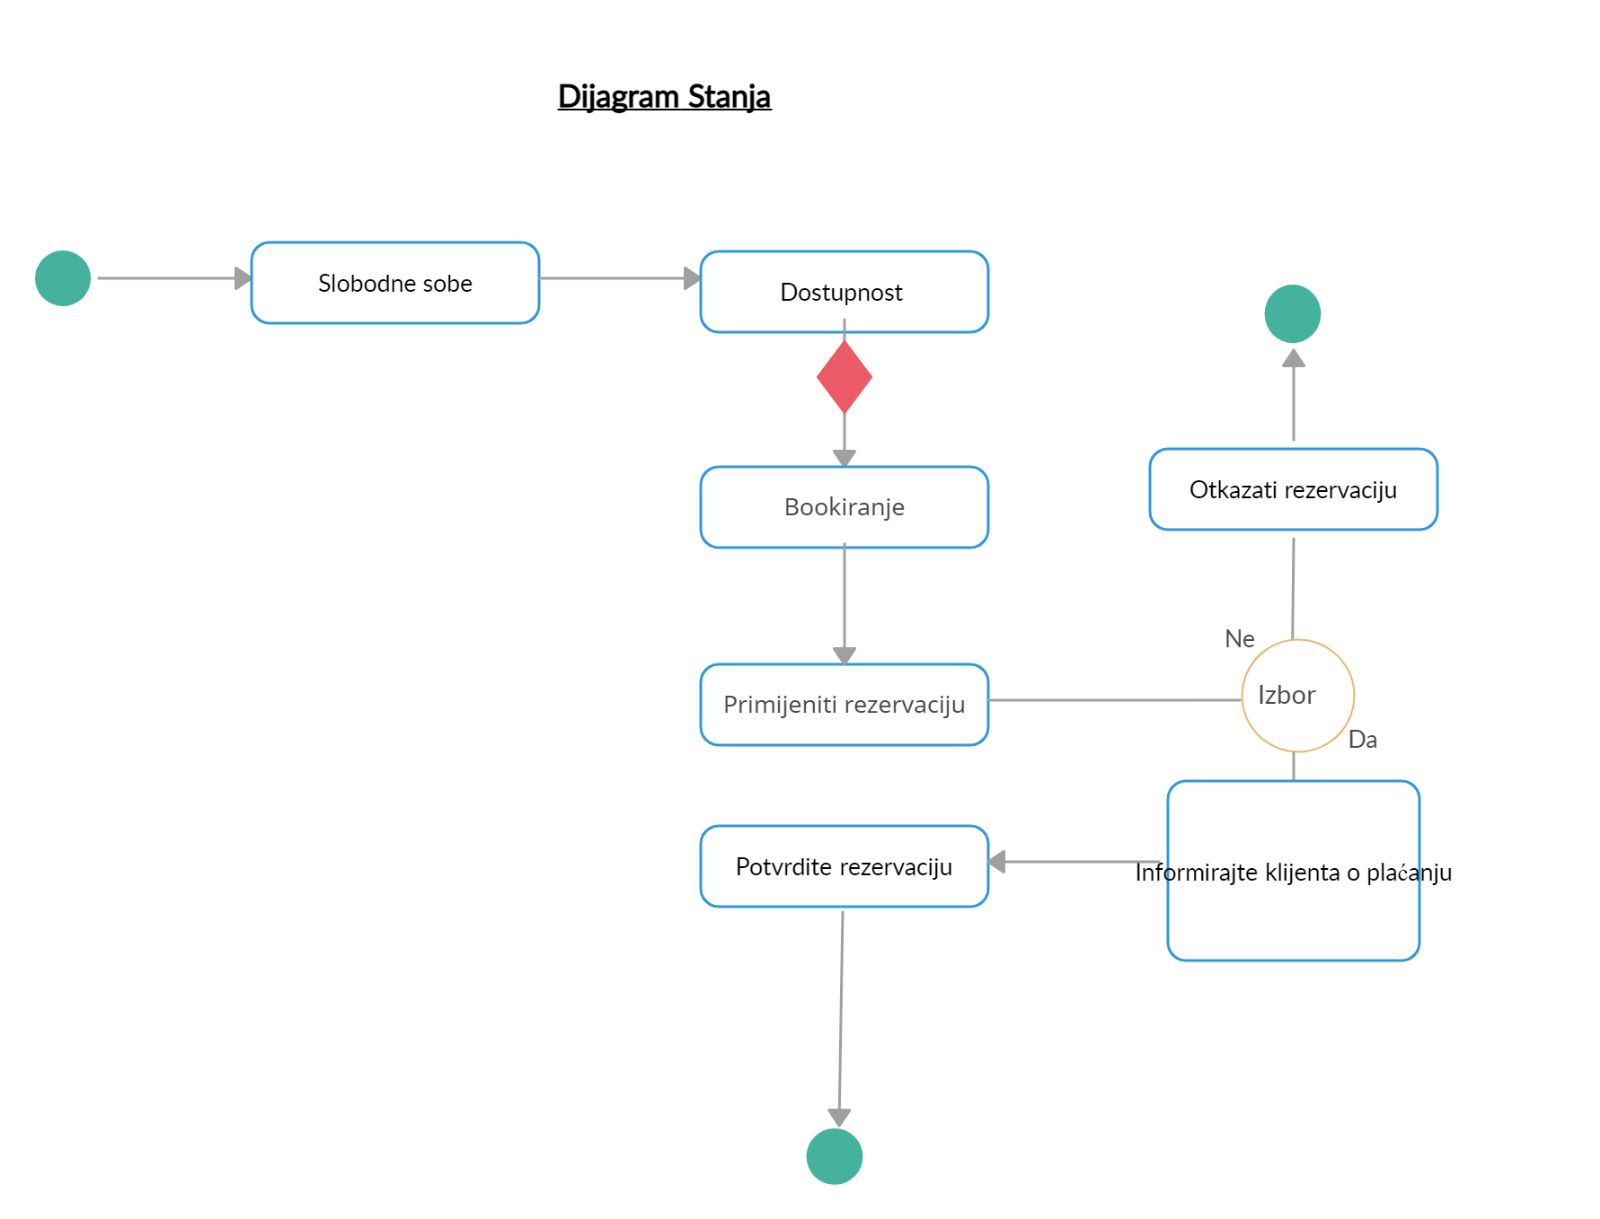 Dijagram Stanja
Slobodne sobe
Dostupnost
Bookiranje
Otkazati rezervaciju
Ne
Primijeniti rezervaciju
Izbor
Da
Potvrdite rezervaciju
Informirajte klijenta o plaćanju